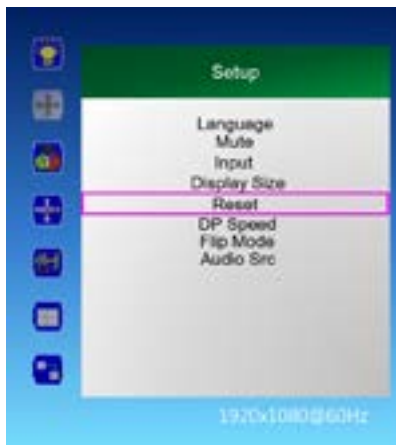 Setup
Language
Mute
Input
Display Size
Reset
DP Speed
Flip Mode
Audio Src
1920x1080@60Hz